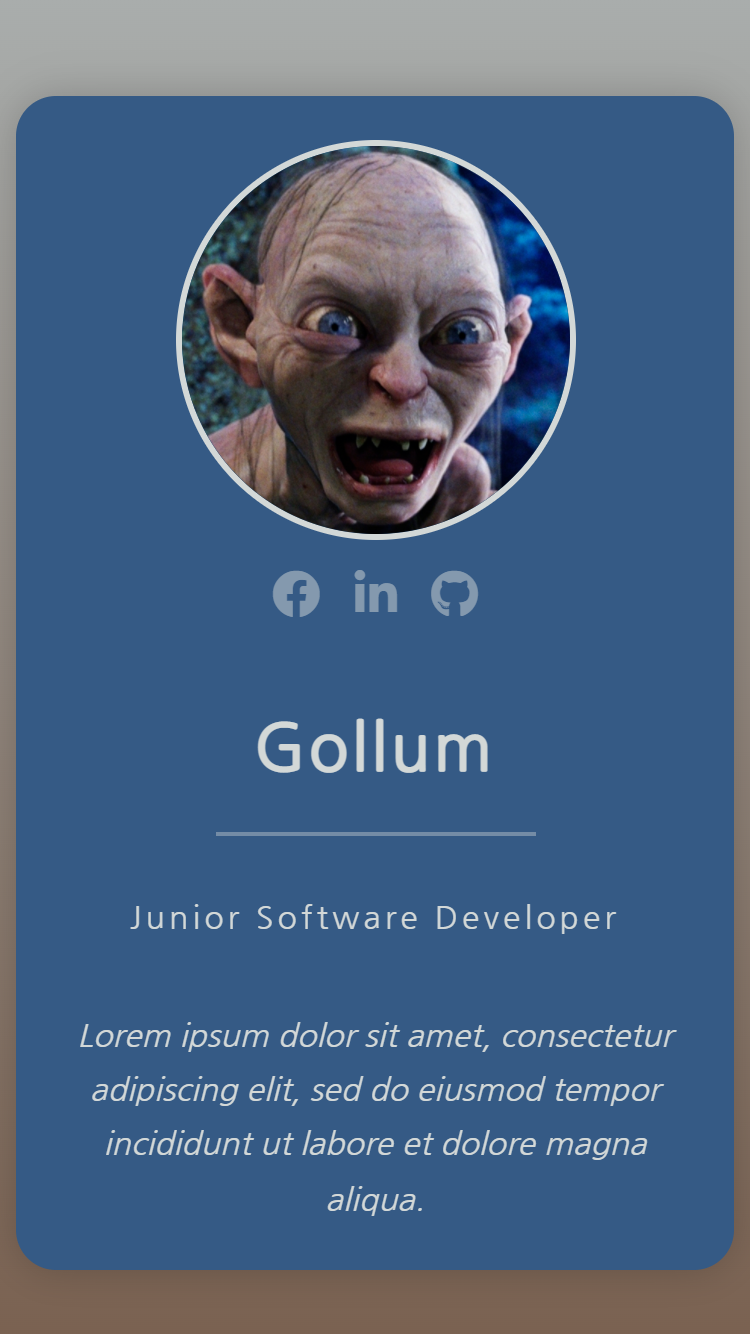 Gollum
Junior Software Developer
Lorem ipsum dolor sit amet, consectetur
adipiscing elit, sed do eiusmod tempor
incididunt ut labore et dolore magna
aliqua.